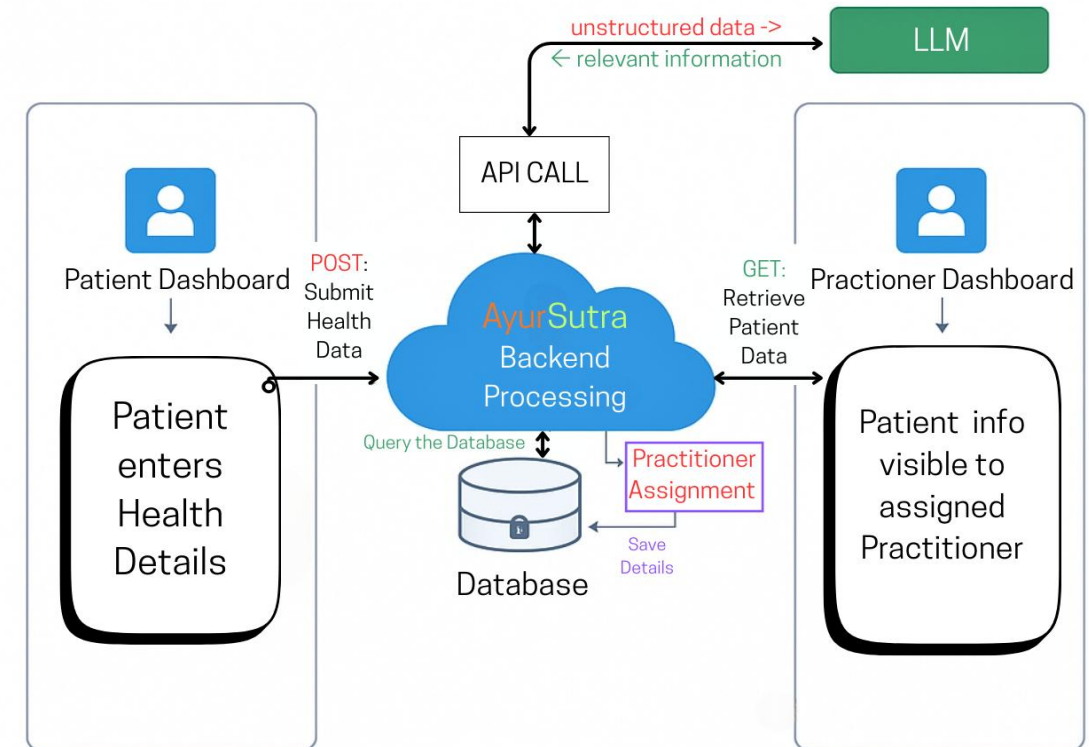 unstructured data ->
← relevant information
LLM
API CALL
Patient Dashboard
POST:
Submit
Health
Data
AyurSutra
Backend
Processing
GET:
Retrieve
Patient
Data
Practioner Dashboard
Patient
enters
Health
Details
Query the Database
Practitioner
Assignment
Save
Details
Database
Patient info
visible to
assigned
Practitioner